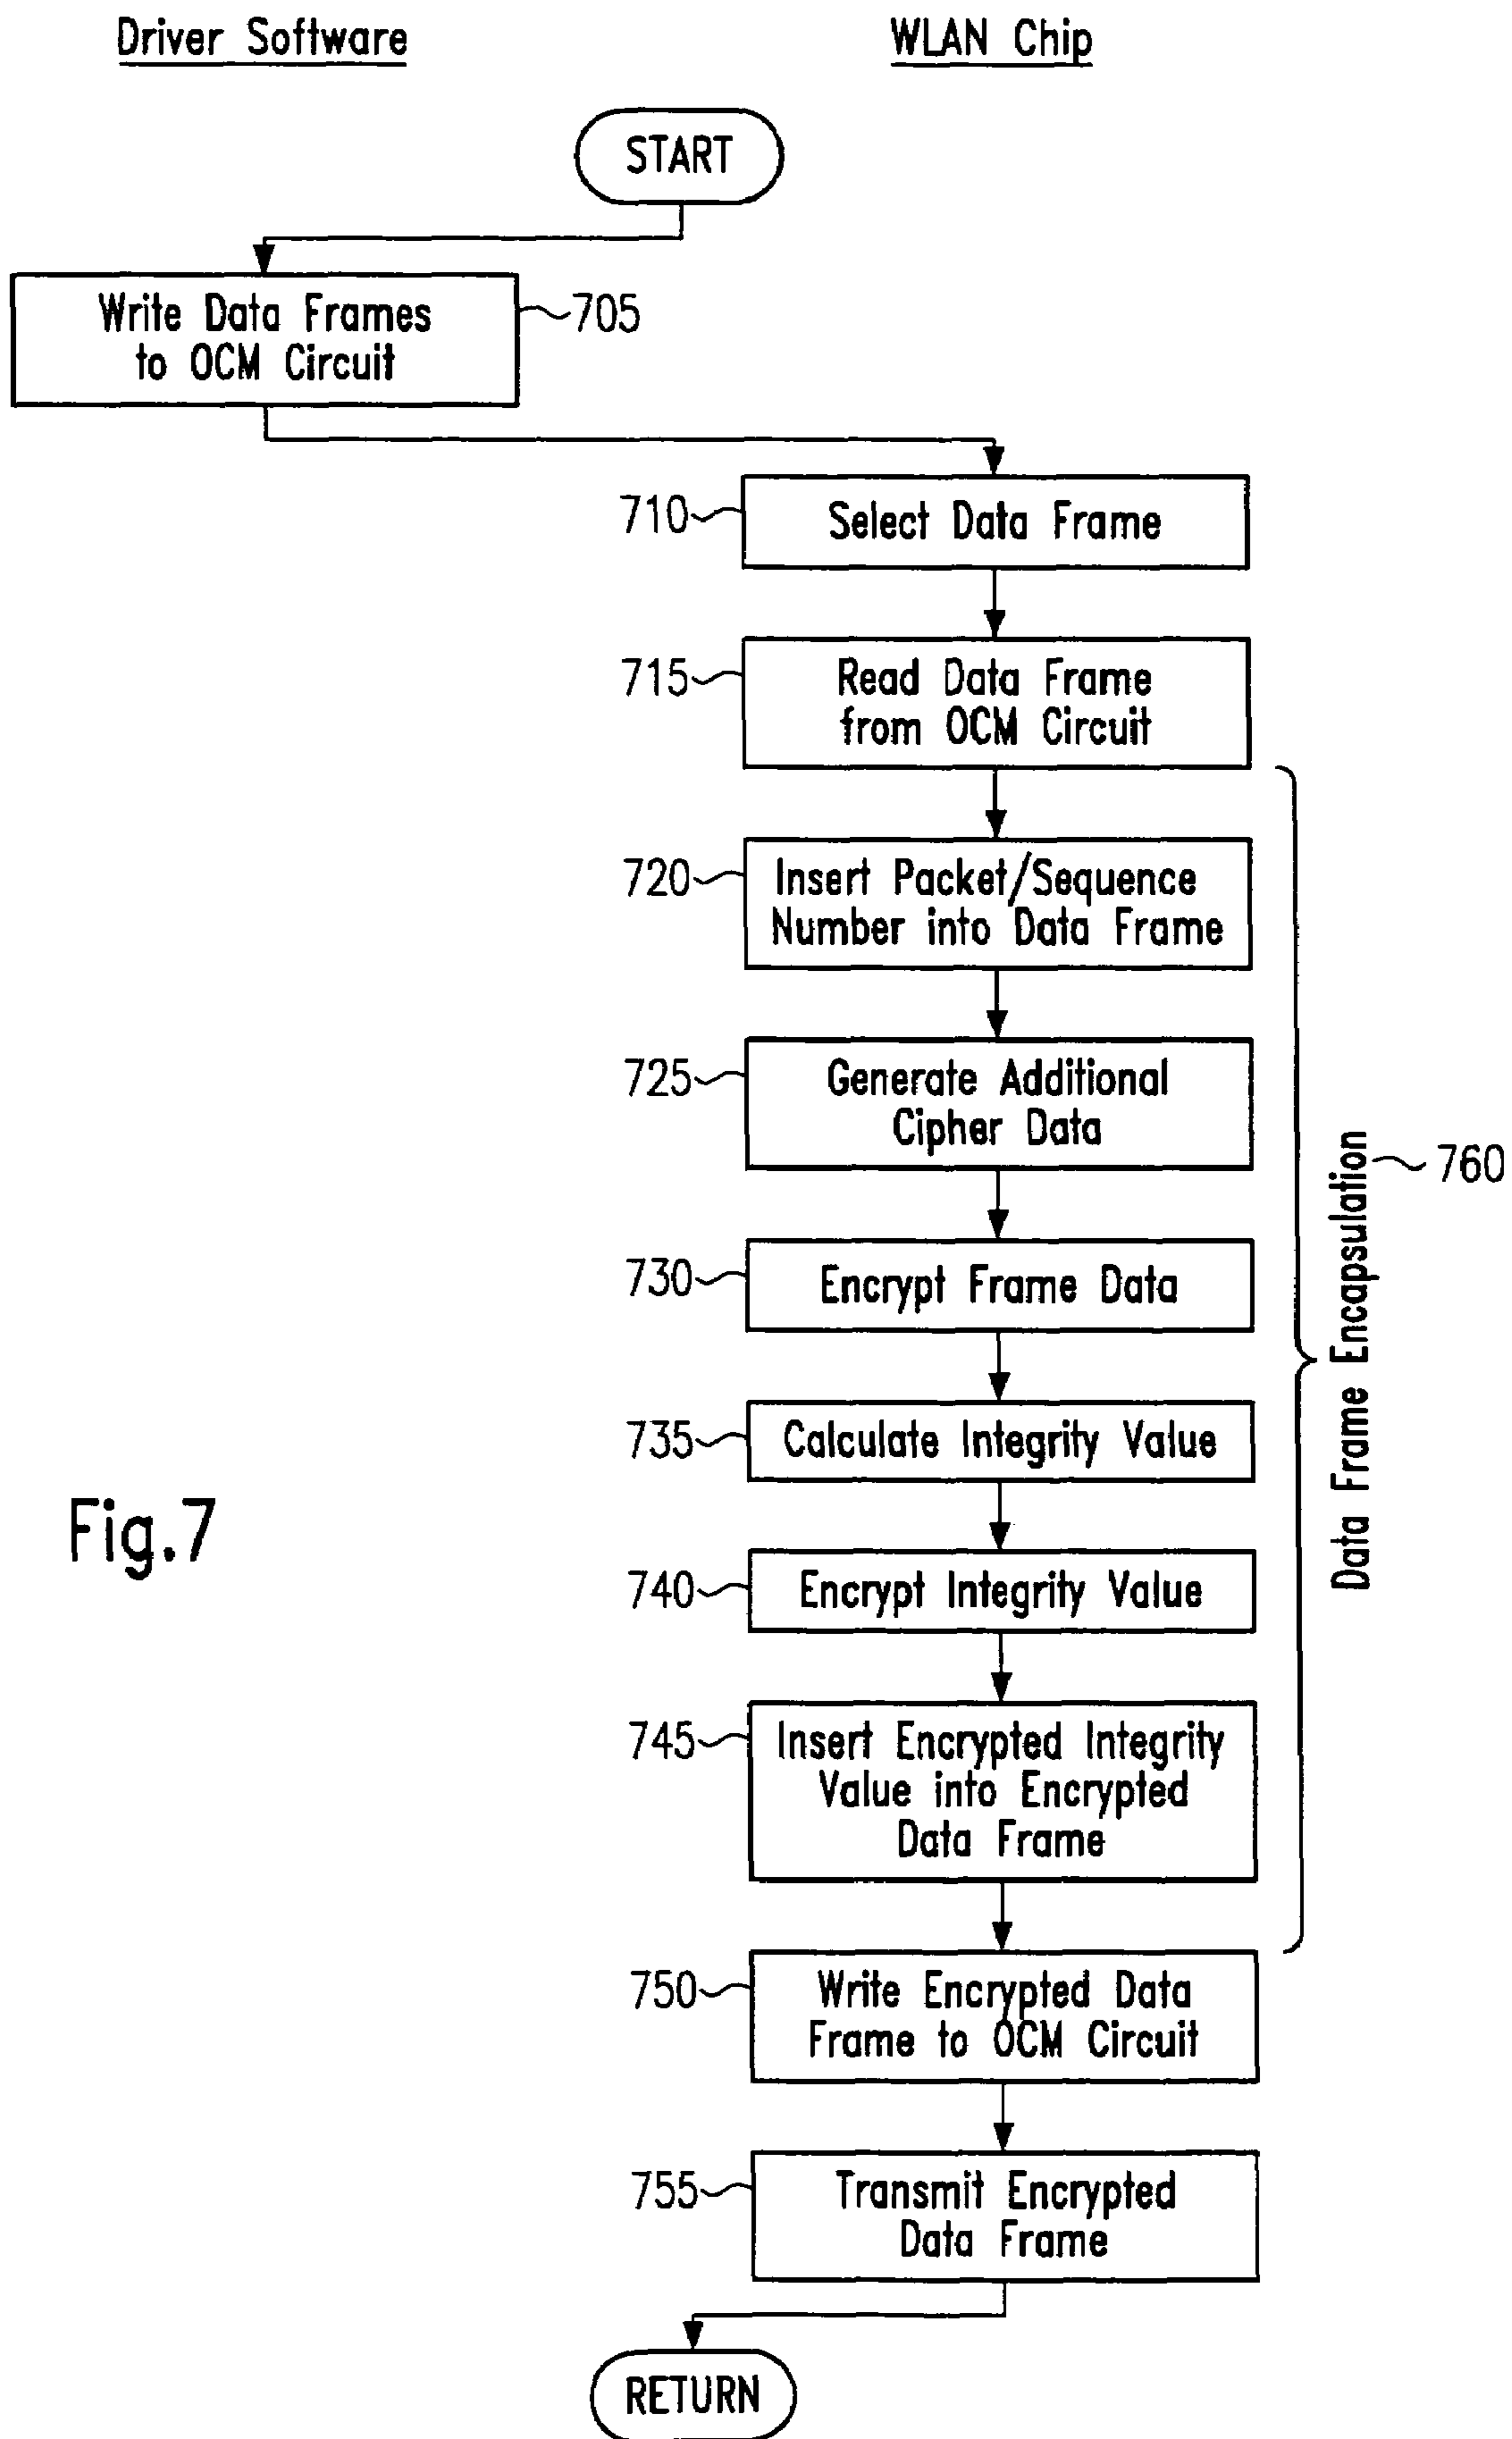 Driver Software
WLAN Chip
START
Write Data Frames
to OCM Circuit
705
710
Select Data Frame
715
Read Data Frame
from OCM Circuit
720
Insert Packet/Sequence
Number into Data Frame
725
Generate Additional
Cipher Data
730
Encrypt Frame Data
735
Calculate Integrity Value
740
Encrypt Integrity Value
745
Insert Encrypted Integrity
Value into Encrypted
Data Frame
750
Write Encrypted Data
Frame to OCM Circuit
755
Transmit Encrypted
Data Frame
RETURN
Data Frame Encapsulation
760
Fig.7